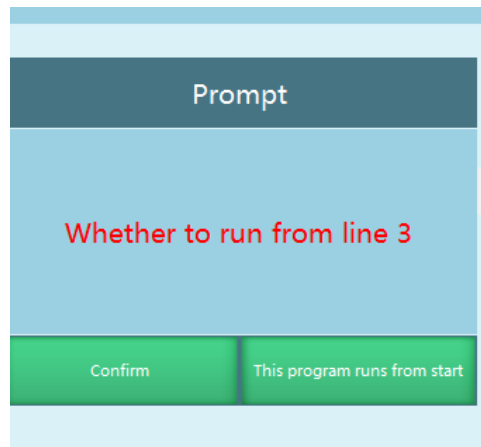 Prompt
Whether to run from line 3
Confirm
This program runs from start